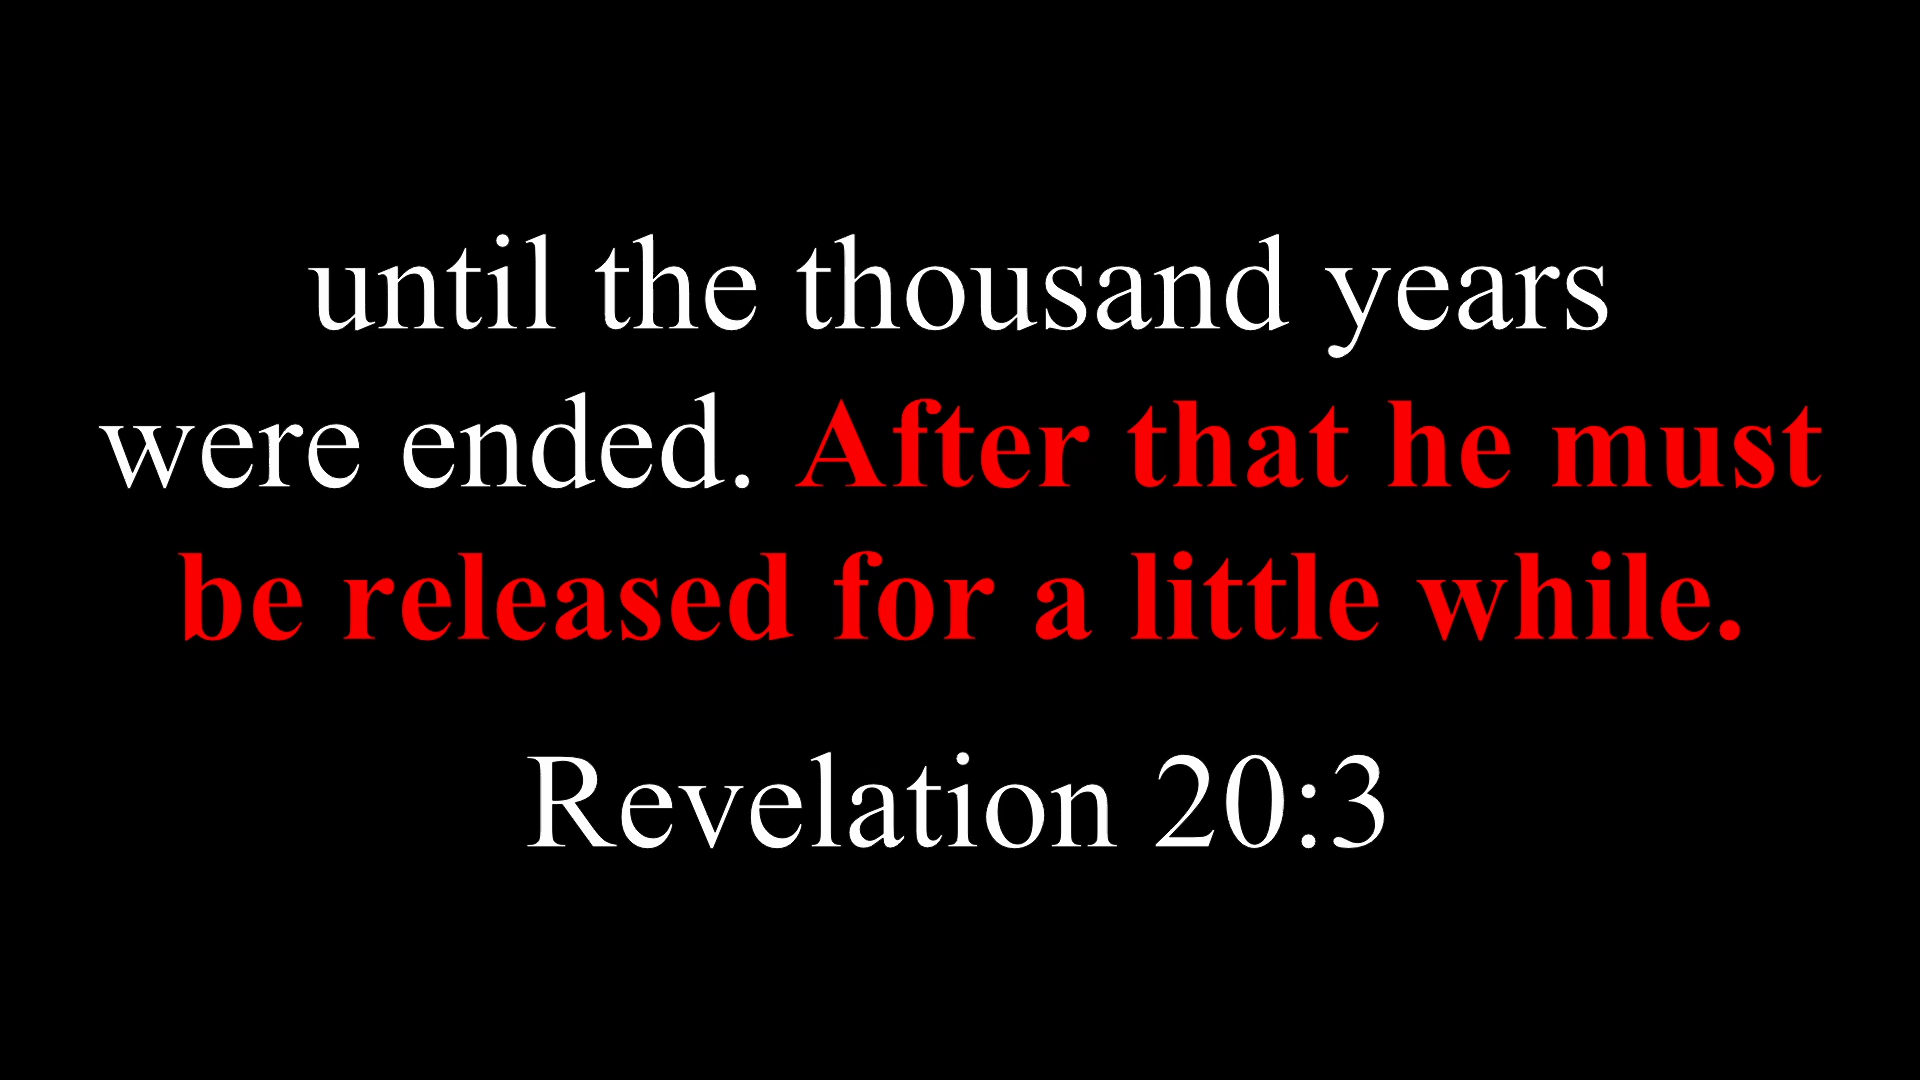 until the thousand years
were ended. After that he must
be released for a little while.
Revelation 20:3